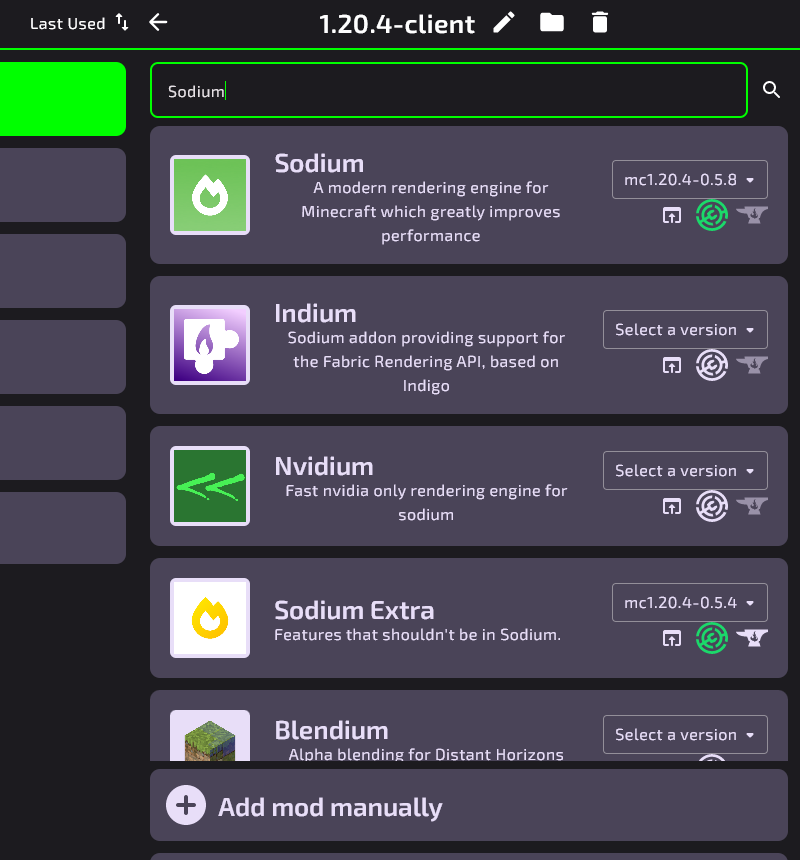 Last Used
1.20.4-client
Sodium
Sodium
A modern rendering engine for
Minecraft which greatly improves
performance
mc1.20.4-0.5.8
Indium
Sodium addon providing support for
the Fabric Rendering API, based on
Indigo
Select a version
Nvidium
Fast nvidia only rendering engine for
sodium
Select a version
Sodium Extra
Features that shouldn't be in Sodium.
mc1.20.4-0.5.4
Blendium
Alpha blending for Distant Horizons
Select a version
Add mod manually